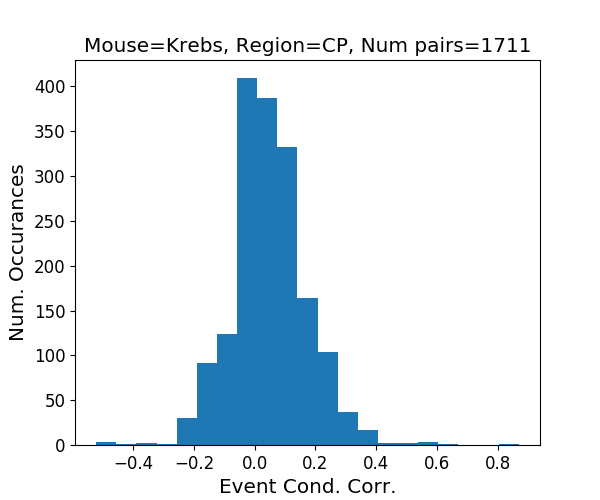 Mouse=Krebs, Region=CP, Num pairs=1711
400
350
300
250
200
150
100
50
0
Num. Occurances
−0.4 −0.2 0.0 0.2 0.4 0.6 0.8
Event Cond. Corr.